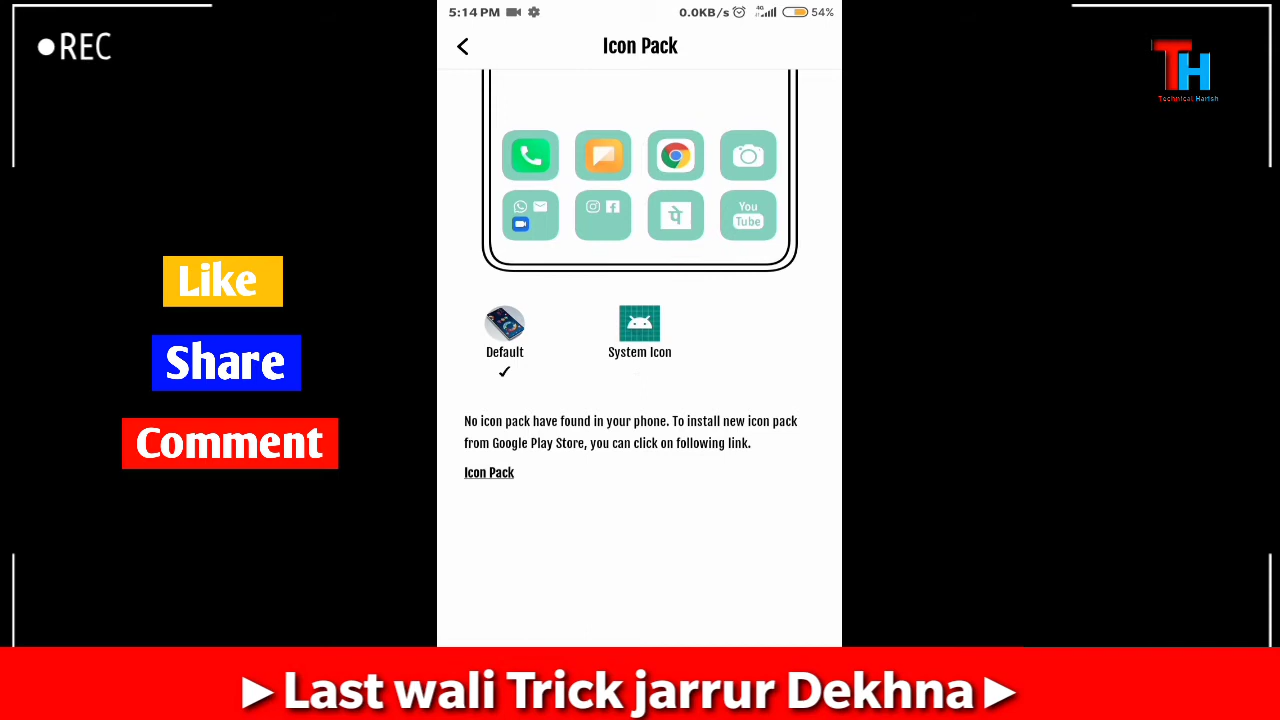 5:14 PM
0.0KB/s
4G
54%
●REC
Icon Pack
TH
Technical Harish
पे
You
Tube
Like
Share
Comment
Default
✓
System Icon
No icon pack have found in your phone. To install new icon pack
from Google Play Store, you can click on following link.
Icon Pack
►Last wali Trick jarrur Dekhna►